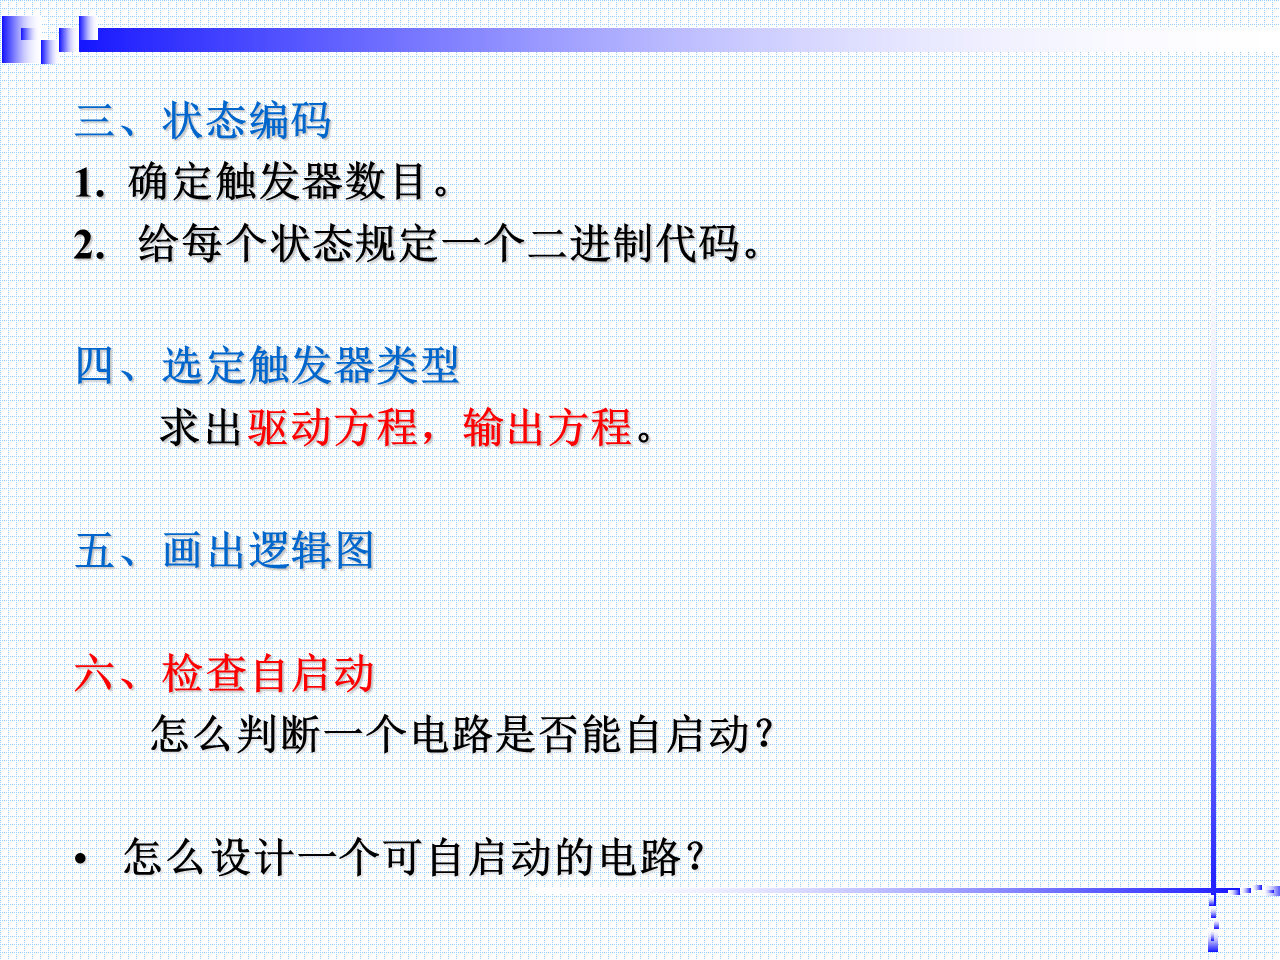 三、状态编码
1. 确定触发器数目。
2. 给每个状态规定一个二进制代码。
四、选定触发器类型
求出驱动方程，输出方程。
五、画出逻辑图
六、检查自启动
怎么判断一个电路是否能自启动？
• 怎么设计一个可自启动的电路？